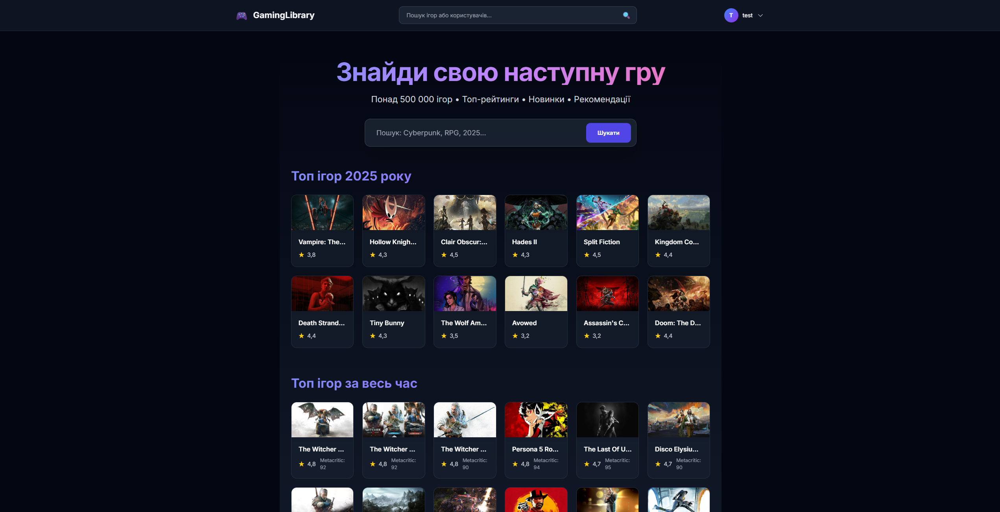 GamingLibrary
Пошук ігор або користувачів...
T
test
Знайди свою наступну гру
Понад 500 000 ігор • Топ-рейтинги • Новинки • Рекомендації
Пошук: Cyberpunk, RPG, 2025...
Шукати
Топ ігор 2025 року
Vampire: The...
★ 3,8
Hollow Knigh...
★ 4,3
Clair Obscur:...
★ 4,5
Hades II
★ 4,3
Split Fiction
★ 4,5
Kingdom Co...
★ 4,4
Death Strand...
★ 4,4
Tiny Bunny
★ 4,3
The Wolf Am...
★ 3,5
Avowed
★ 3,2
Assassin's C...
★ 3,2
Doom: The D...
★ 4,4
Топ ігор за весь час
The Witcher ...
★ 4,8
Metacritic:
92
WITCHER
WITCHER
WITCHER
The Witcher ...
★ 4,8
Metacritic:
92
The Witcher ...
★ 4,8
Metacritic:
90
Persona 5 Ro...
★ 4,8
Metacritic:
94
The Last Of U...
★ 4,7
Metacritic:
95
Disco Elysiu...
★ 4,7
Metacritic:
90